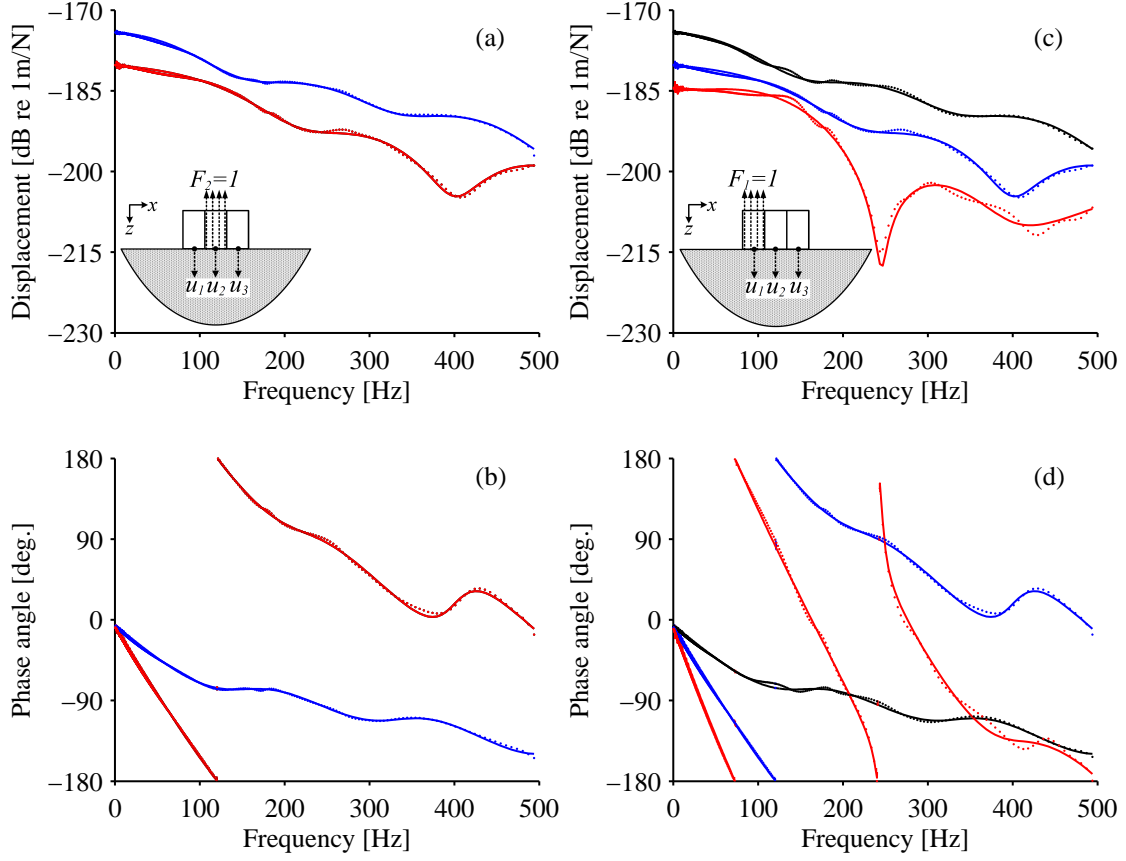 −170
−185
−200
−215
−230
Displacement [dB re 1m/N]
(a)
F2=1
x
z
u1 u2 u3
0 100 200 300 400 500
Frequency [Hz]
−170
−185
−200
−215
−230
Displacement [dB re 1m/N]
(c)
F1=1
x
z
u1 u2 u3
0 100 200 300 400 500
Frequency [Hz]
180
90
0
−90
−180
Phase angle [deg.]
(b)
0 100 200 300 400 500
Frequency [Hz]
180
90
0
−90
−180
Phase angle [deg.]
(d)
0 100 200 300 400 500
Frequency [Hz]